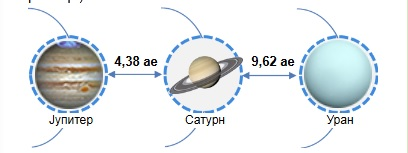 4,38 ае
9,62 ае
Јупитер
Сатурн
Уран